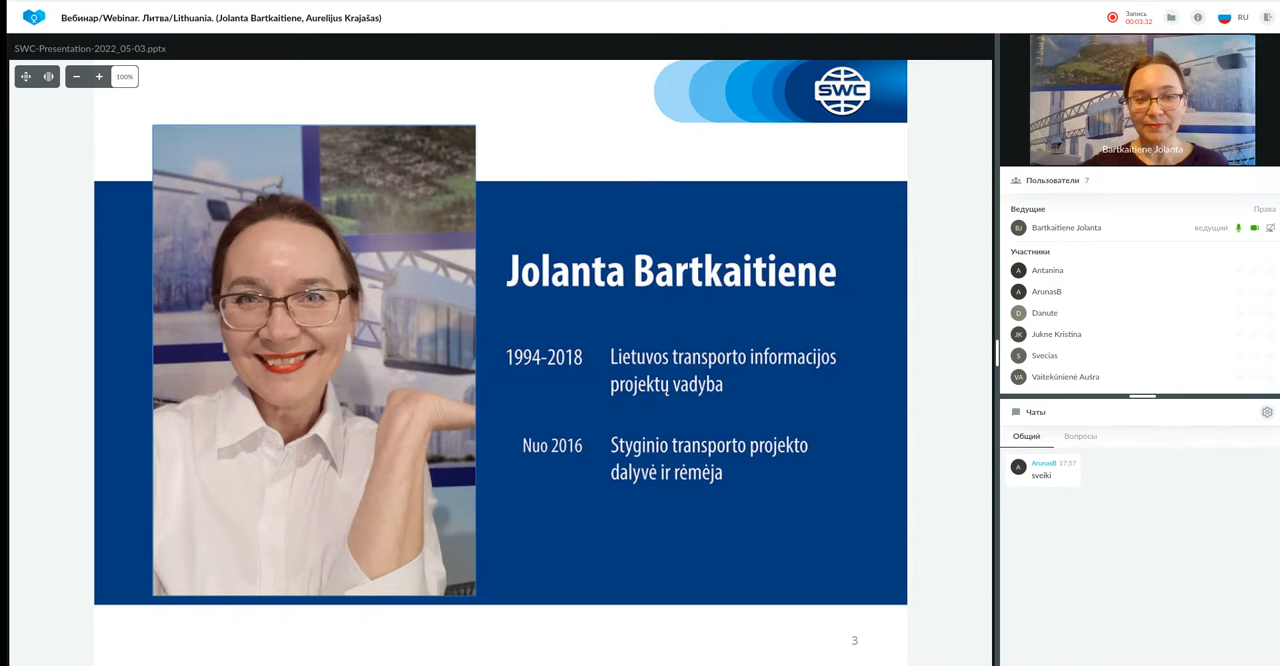 Вебинар/Webinar. Литва/Lithuania. (Jolanta Bartkaitiene, Aurelijus Krajašas)
Запись
00:03:32
RU
SWC-Presentation-2022_05-03.pptx
100%
SWC
Jolanta Bartkaitiene
1994-2018 Lietuvos transporto informacijos
projektų vadyba
Nuo 2016 Styginio transporto projekto
dalyvė ir rėmėja
3
Bartkaitiene Jolanta
Пользователи 7
Ведущие Права
BJ Bartkaitiene Jolanta ведущий
Участники
A Antanina
A ArunasB
D Danute
JK Jukne Kristina
S Svecias
VA Vaitekūnienė Aušra
Чаты
Общий Вопросы
A ArunasB 17:57
sveiki